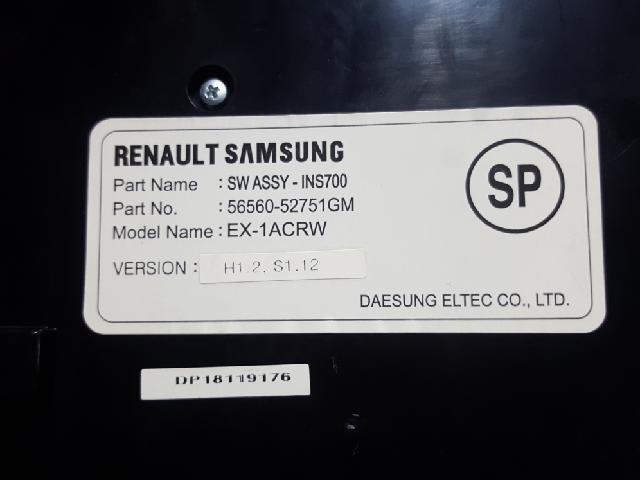 RENAULT SAMSUNG
Part Name : SW ASSY - INS700
Part No. : 56560-52751GM
Model Name : EX-1ACRW
VERSION : H1.2, S1.12
SP
DAESUNG ELTEC CO., LTD.
DP18119176